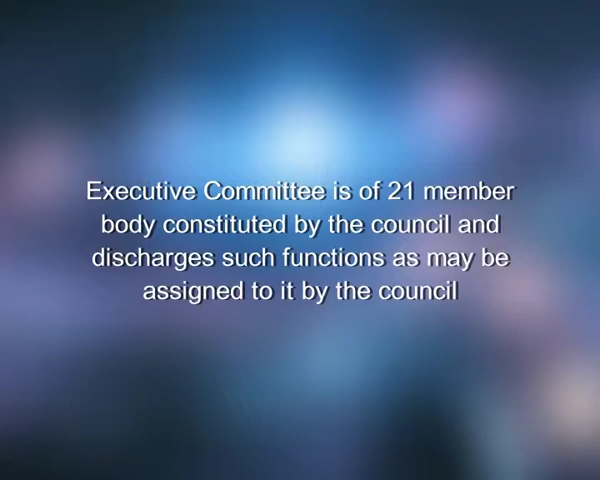 Executive Committee is of 21 member
body constituted by the council and
discharges such functions as may be
assigned to it by the council